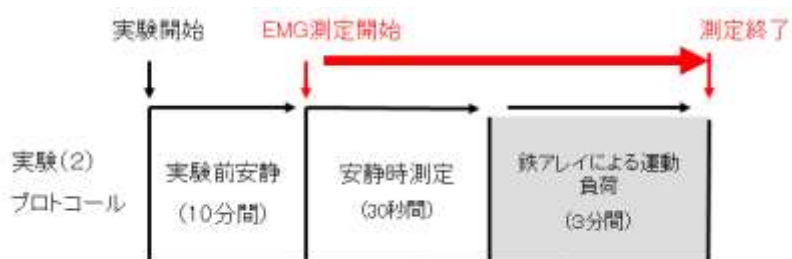 実験開始
EMG測定開始
測定終了
実験(2)
プロトコール
実験前安静
(10分間)
安静時測定
(30秒間)
鉄アレイによる運動
負荷
(3分間)